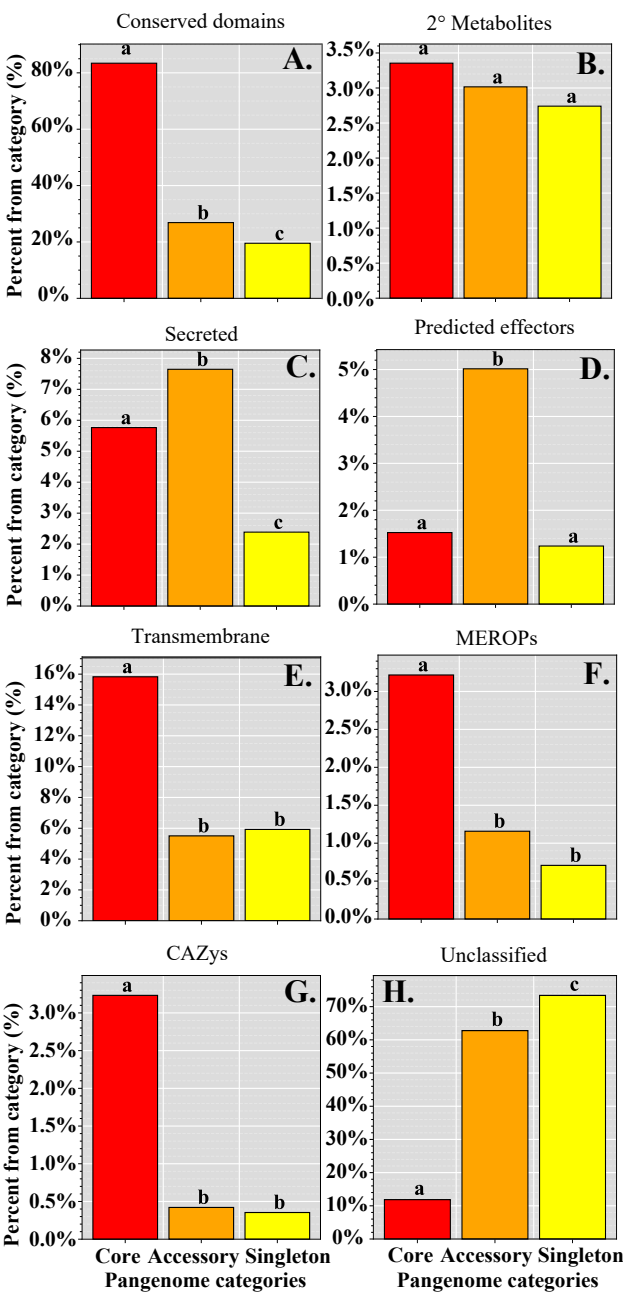 Conserved domains
Percent from category (%)
80%
60%
40%
20%
0%
a
b
c
A.
2° Metabolites
3.5%
3.0%
2.5%
2.0%
1.5%
1.0%
0.5%
0.0%
a
a
a
B.
Secreted
Percent from category (%)
8%
7%
6%
5%
4%
3%
2%
1%
0%
a
b
c
C.
Predicted effectors
5%
4%
3%
2%
1%
0%
a
b
a
D.
Transmembrane
Percent from category (%)
16%
14%
12%
10%
8%
6%
4%
2%
0%
a
b
b
E.
MEROPs
3.0%
2.5%
2.0%
1.5%
1.0%
0.5%
0.0%
a
b
b
F.
CAZys
Percent from category (%)
3.0%
2.5%
2.0%
1.5%
1.0%
0.5%
0.0%
a
b
b
G.
Core Accessory Singleton
Pangenome categories
Unclassified
70%
60%
50%
40%
30%
20%
10%
0%
a
b
c
H.
Core Accessory Singleton
Pangenome categories